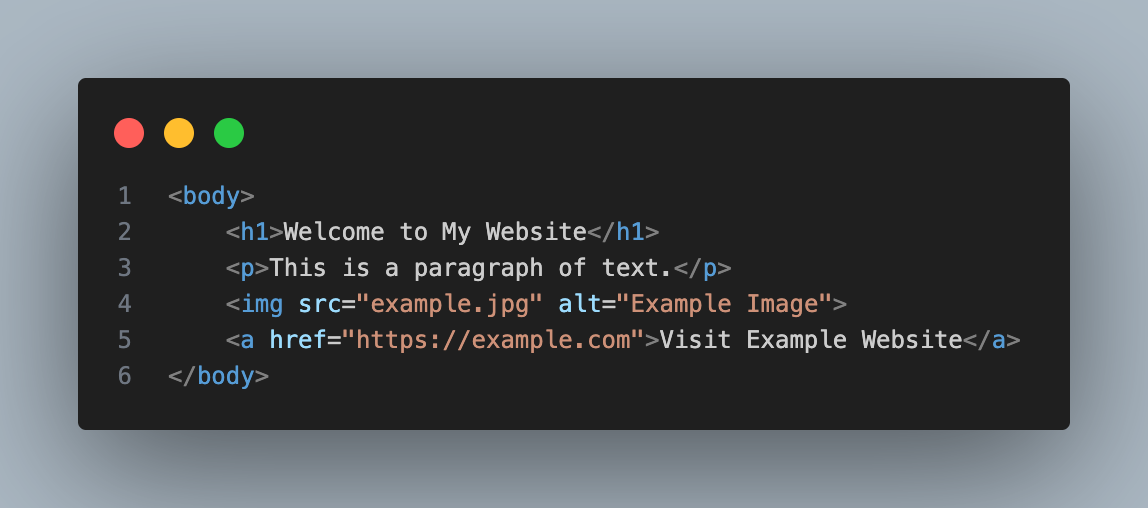 1 <body>
2     <h1>Welcome to My Website</h1>
3     <p>This is a paragraph of text.</p>
4     <img src="example.jpg" alt="Example Image">
5     <a href="https://example.com">Visit Example Website</a>
6 </body>